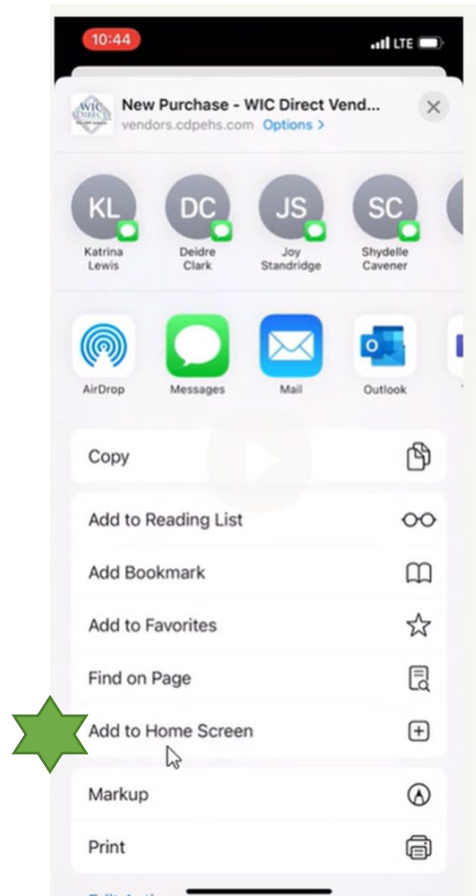 10:44
LTE
WIC
DIRECT
New Purchase - WIC Direct Vend...
vendors.cdpehs.com Options >
KL
DC
JS
SC
Katrina
Lewis
Deidre
Clark
Joy
Standridge
Shydelle
Cavener
AirDrop
Messages
Mail
Outlook
Copy
Add to Reading List
Add Bookmark
Add to Favorites
Find on Page
Add to Home Screen
Markup
Print